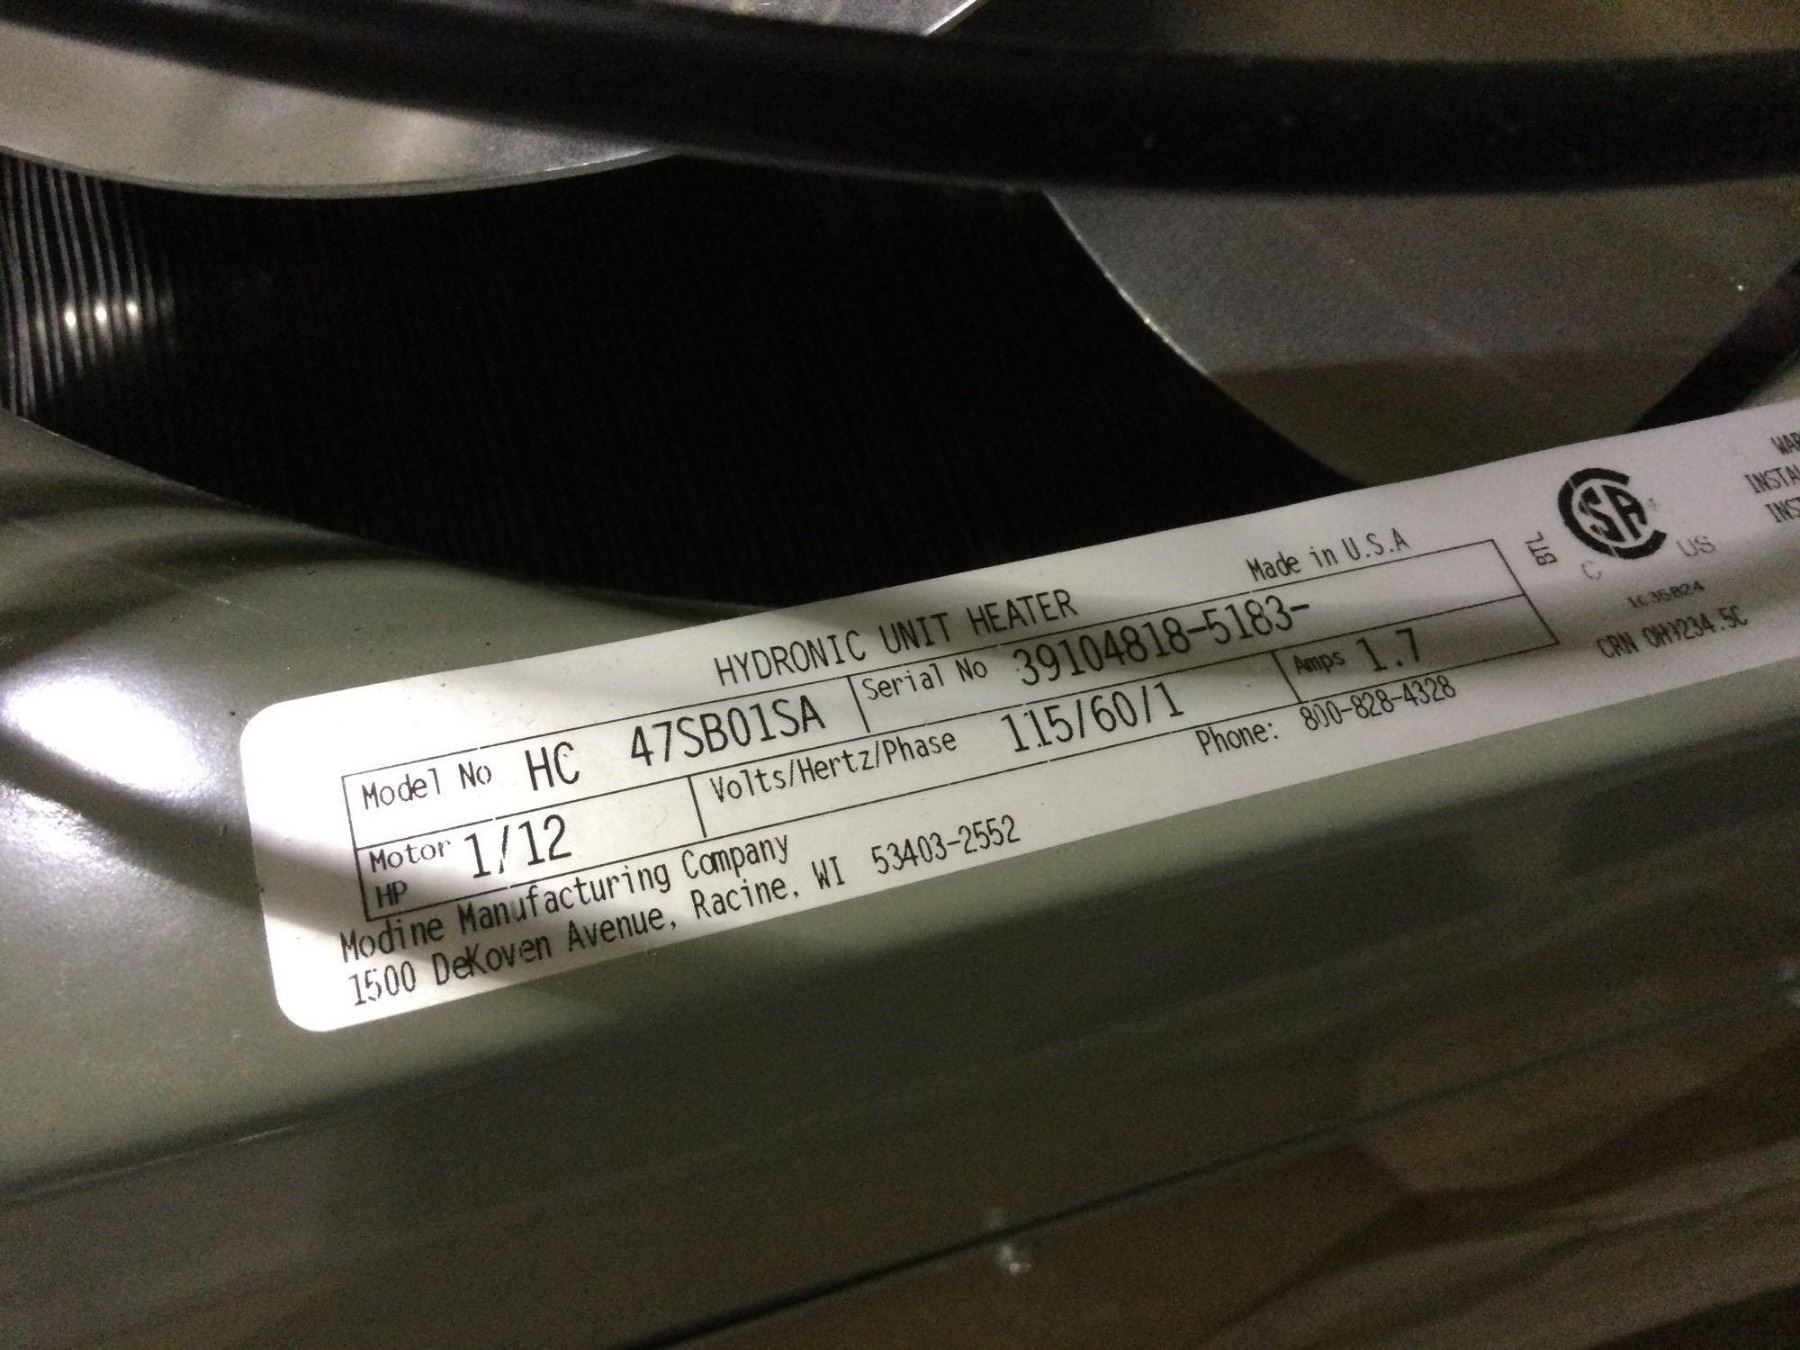 HYDRONIC UNIT HEATER Made in U.S.A
Model No HC 47SB01SA Serial No 39104818-5183-
Motor HP 1/12 Volts/Hertz/Phase 115/60/1 Amps 1.7
Modine Manufacturing Company Phone: 800-828-4328
1500 DeKoven Avenue, Racine, WI 53403-2552
BTL
CSA
C US
CRN